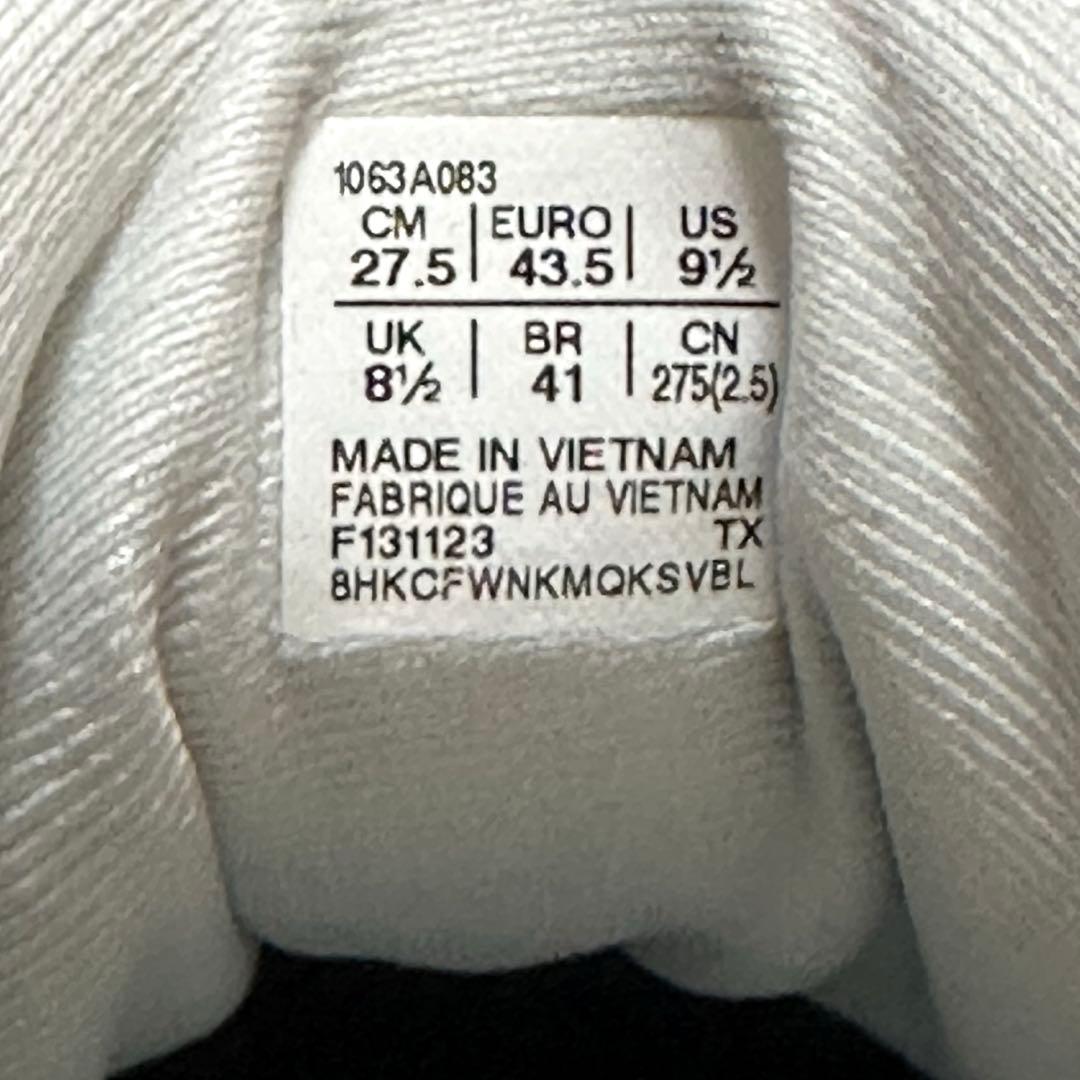 1063A083
CM | EURO | US
27.5 | 43.5 | 9½
UK | BR | CN
8½ | 41 | 275(2.5)
MADE IN VIETNAM
FABRIQUE AU VIETNAM
F131123 TX
8HKCFWNKMQKSVBL